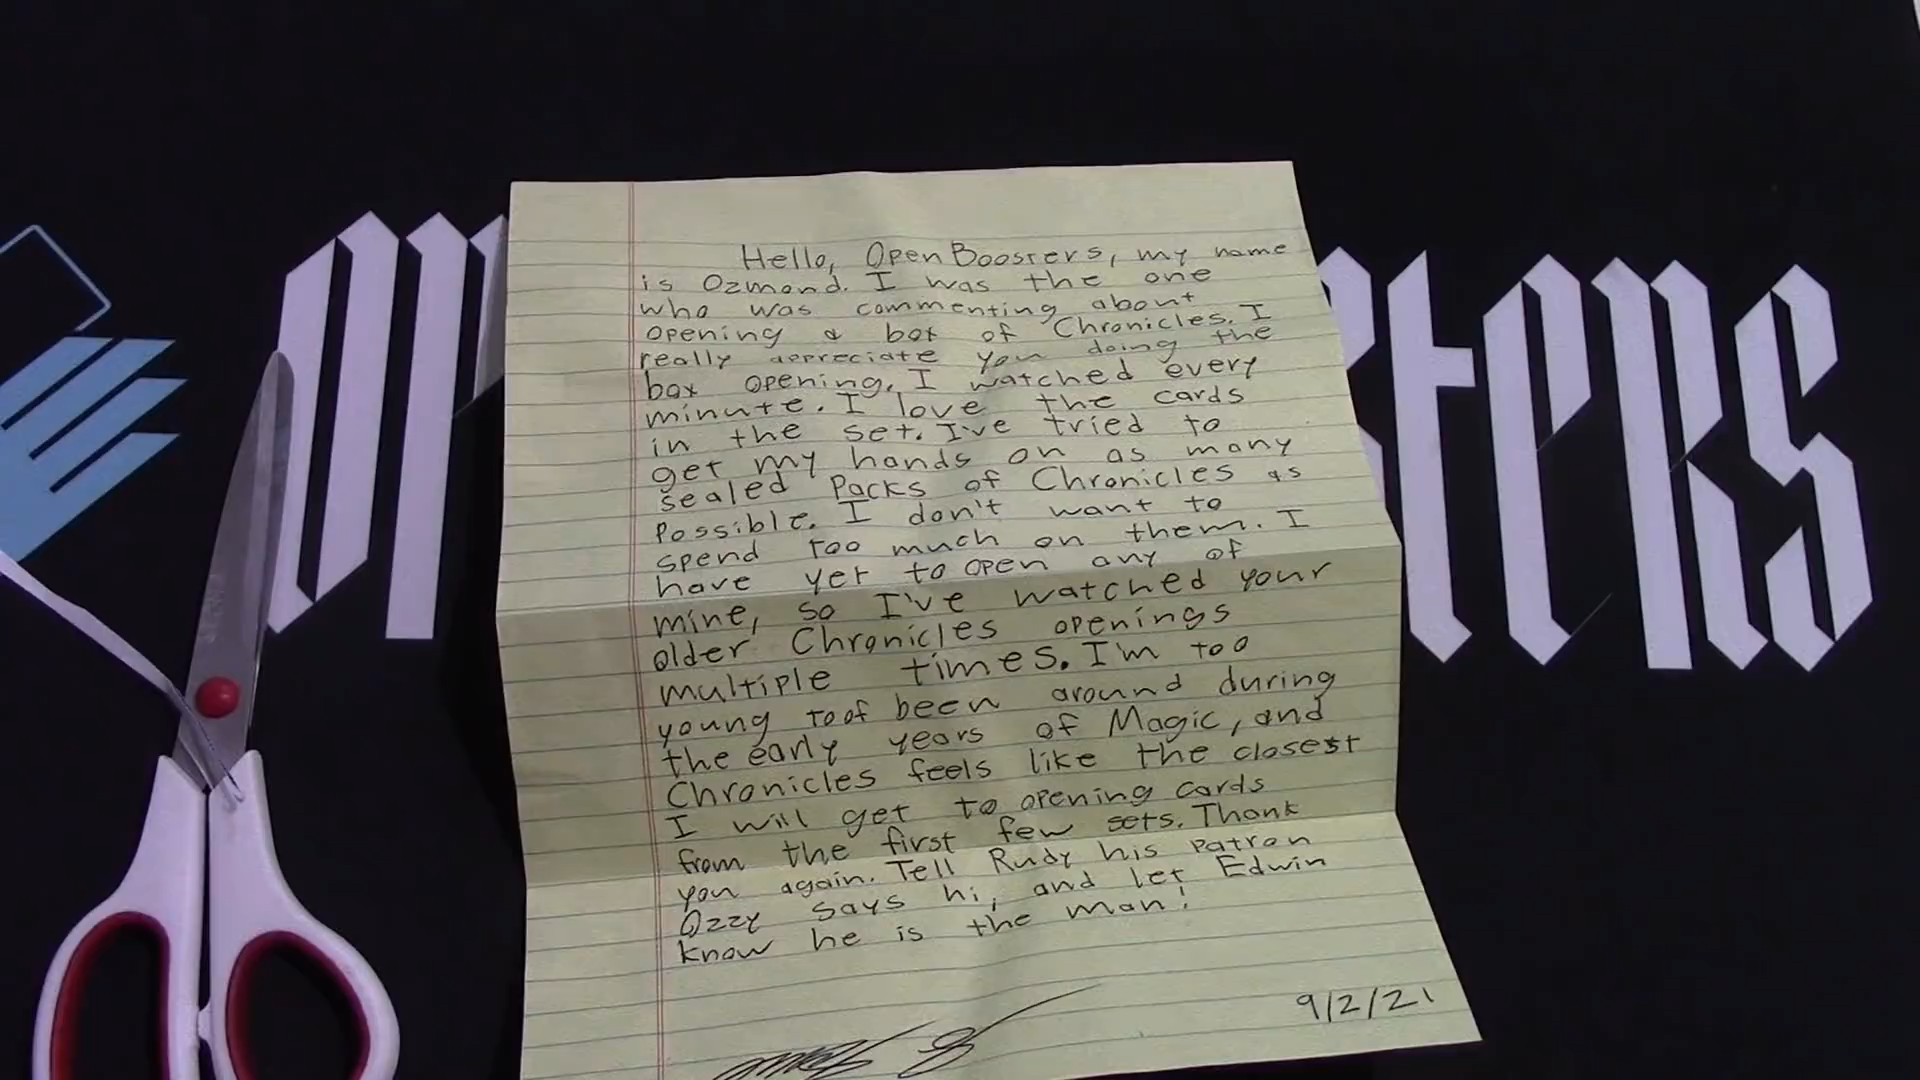 Hello, OpenBoosters, my name
is Ozmond. I was the one
who was commenting about
opening a box of Chronicles. I
really appreciate you doing the
box opening. I watched every
minute. I love the cards
in the set. I've tried to
get my hands on as many
sealed Packs of Chronicles as
possible. I don't want to
spend too much on them. I
have yet to open any of
mine, so I've watched your
older Chronicles openings
multiple times. I'm too
young toof been around during
the early years of Magic, and
Chronicles feels like the closest
I will get to opening cards
from the first few sets. Thank
you again. Tell Rudy his patron
Ozzy says hi, and let Edwin
know he is the man!
9/2/21